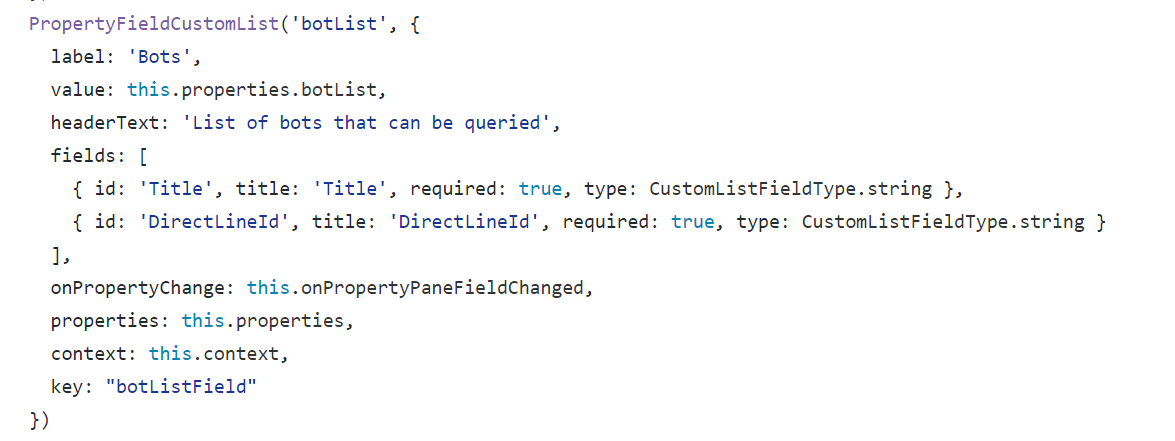 PropertyFieldCustomList('botList', {
label: 'Bots',
value: this.properties.botList,
headerText: 'List of bots that can be queried',
fields: [
{ id: 'Title', title: 'Title', required: true, type: CustomListFieldType.string },
{ id: 'DirectLineId', title: 'DirectLineId', required: true, type: CustomListFieldType.string }
],
onPropertyChange: this.onPropertyPaneFieldChanged,
properties: this.properties,
context: this.context,
key: "botListField"
})